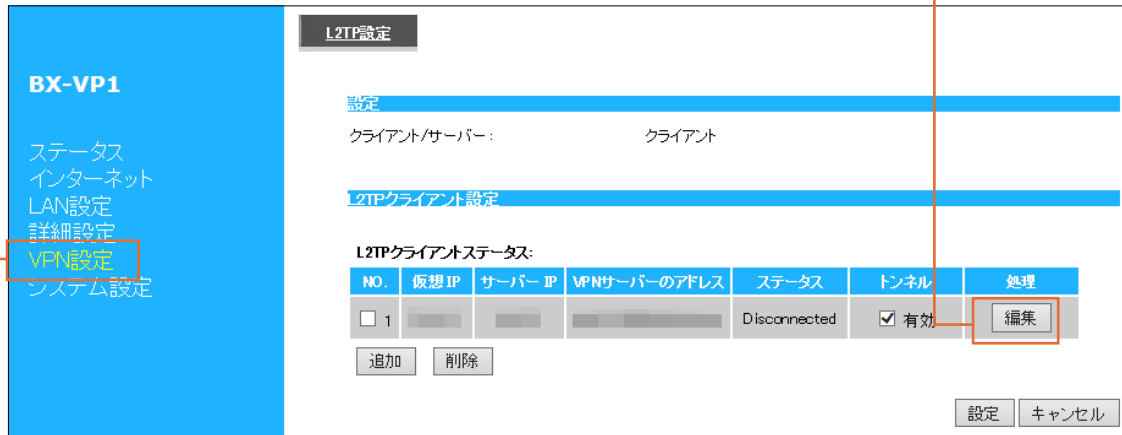 L2TP設定
BX-VP1
ステータス
インターネット
LAN設定
詳細設定
VPN設定
システム設定
設定
クライアント/サーバー: クライアント
L2TPクライアント設定
L2TPクライアントステータス:
NO. 仮想IP サーバー IP VPNサーバーのアドレス ステータス トンネル 処理
1 Disconnected 有効 編集
追加 削除
設定 キャンセル